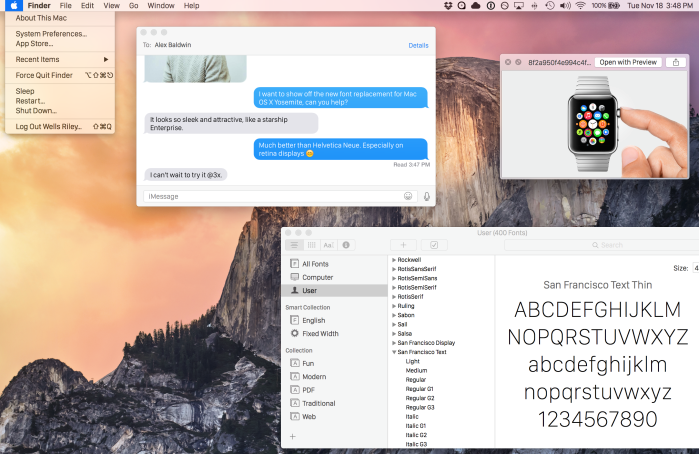 Finder File Edit View Go Window Help
100%
Tue Nov 18 3:48 PM
About This Mac
System Preferences...
App Store...
Recent Items
Force Quit Finder
Sleep
Restart...
Shut Down...
Log Out Wells Riley... ⇧⌘Q
To: Alex Baldwin
Details
I want to show off the new font replacement for Mac
OS X Yosemite, can you help?
It looks so sleek and attractive, like a starship
Enterprise.
Much better than Helvetica Neue. Especially on
retina displays 😀
Read 3:47 PM
I can't wait to try it @3x.
iMessage
8f2a950f4e994c4f...
Open with Preview
User (400 Fonts)
Aa
Search
All Fonts
Computer
User
Smart Collection
English
Fixed Width
Collection
Fun
Modern
PDF
Traditional
Web
+
Rockwell
RotisSansSerif
RotisSemiSans
RotisSemiSerif
RotisSerif
Ruling
Sabon
Sail
Salsa
San Francisco Display
San Francisco Text
Light
Medium
Regular
Regular G1
Regular G2
Regular G3
Italic
Italic G1
Italic G2
Italic G3
Size: 4
San Francisco Text Thin
ABCDEFGHIJKLM
NOPQRSTUVWXYZ
abcdefghijklm
nopqrstuvwxyz
1234567890